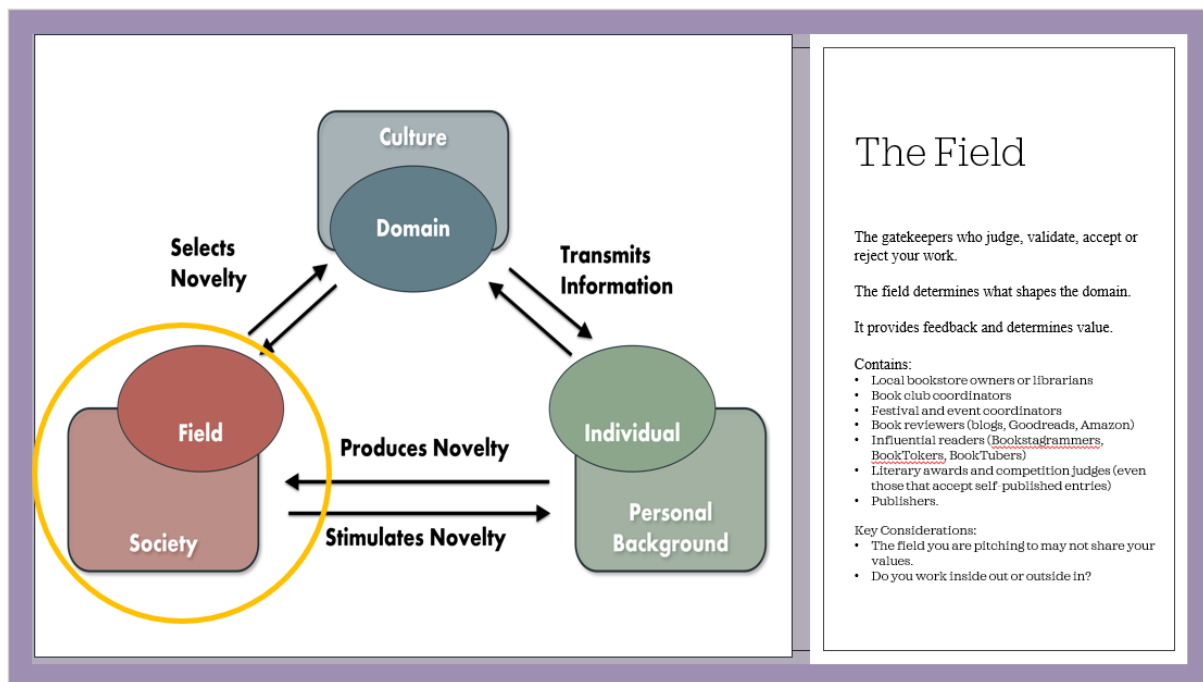 Culture
Domain
Selects
Novelty
Transmits
Information
Field
Society
Produces Novelty
Stimulates Novelty
Individual
Personal
Background
The Field
The gatekeepers who judge, validate, accept or
reject your work.
The field determines what shapes the domain.
It provides feedback and determines value.
Contains:
• Local bookstore owners or librarians
• Book club coordinators
• Festival and event coordinators
• Book reviewers (blogs, Goodreads, Amazon)
• Influential readers (Bookstagrammers,
BookTokers, BookTubers)
• Literary awards and competition judges (even
those that accept self-published entries)
• Publishers.
Key Considerations:
• The field you are pitching to may not share your
values.
• Do you work inside out or outside in?